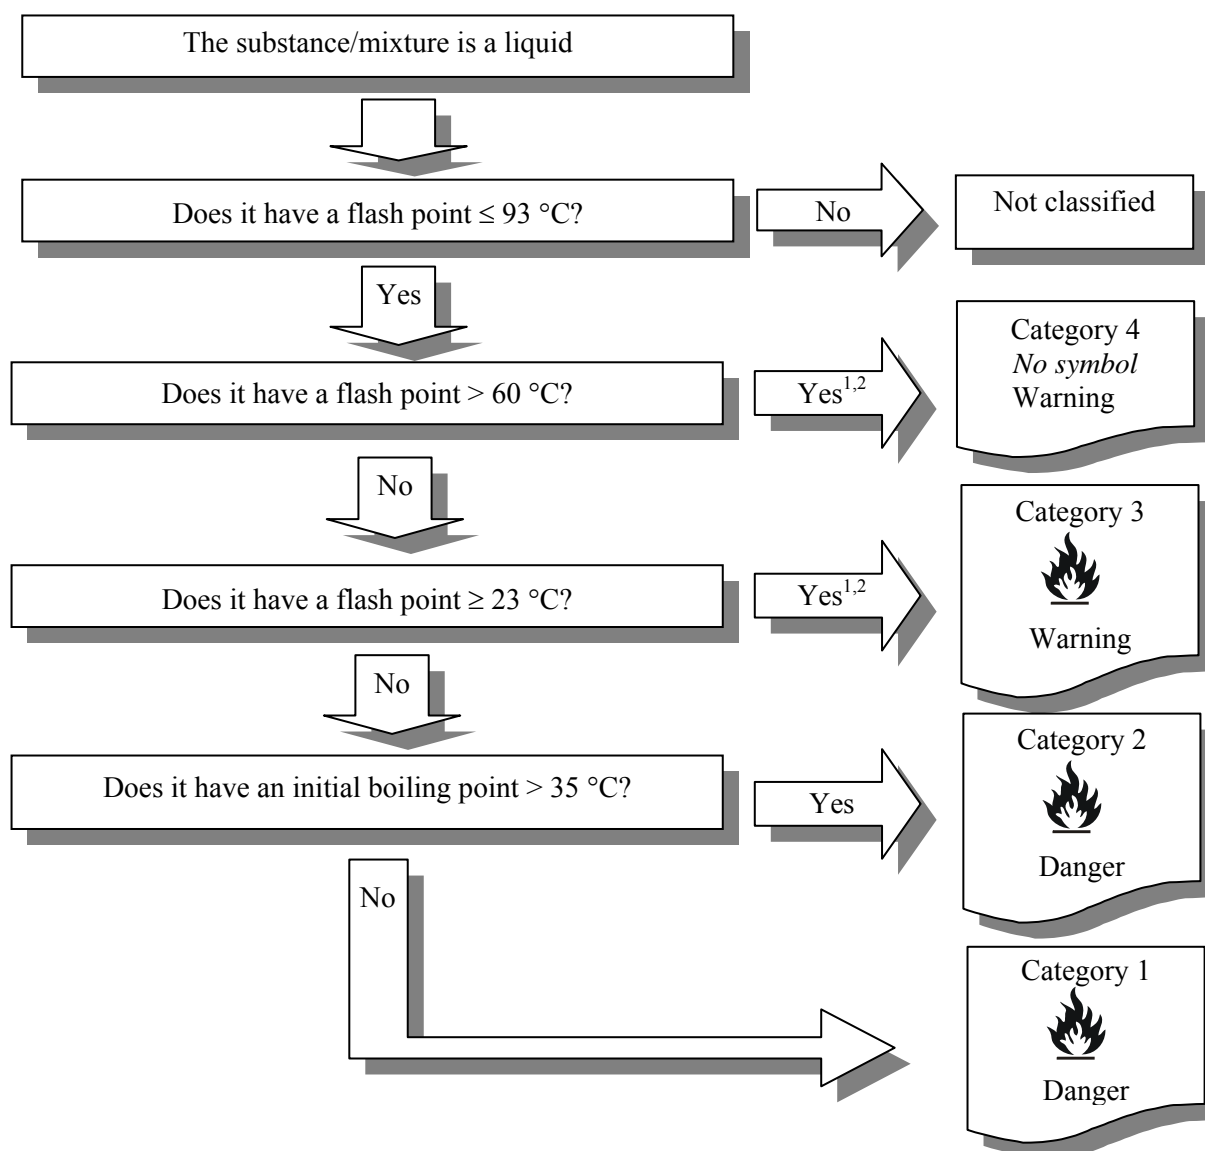 The substance/mixture is a liquid
Does it have a flash point ≤ 93 °C?
No
Not classified
Yes
Does it have a flash point > 60 °C?
Yes1,2
Category 4
No symbol
Warning
No
Does it have a flash point ≥ 23 °C?
Yes1,2
Category 3
Warning
No
Does it have an initial boiling point > 35 °C?
Yes
Category 2
Danger
No
Category 1
Danger